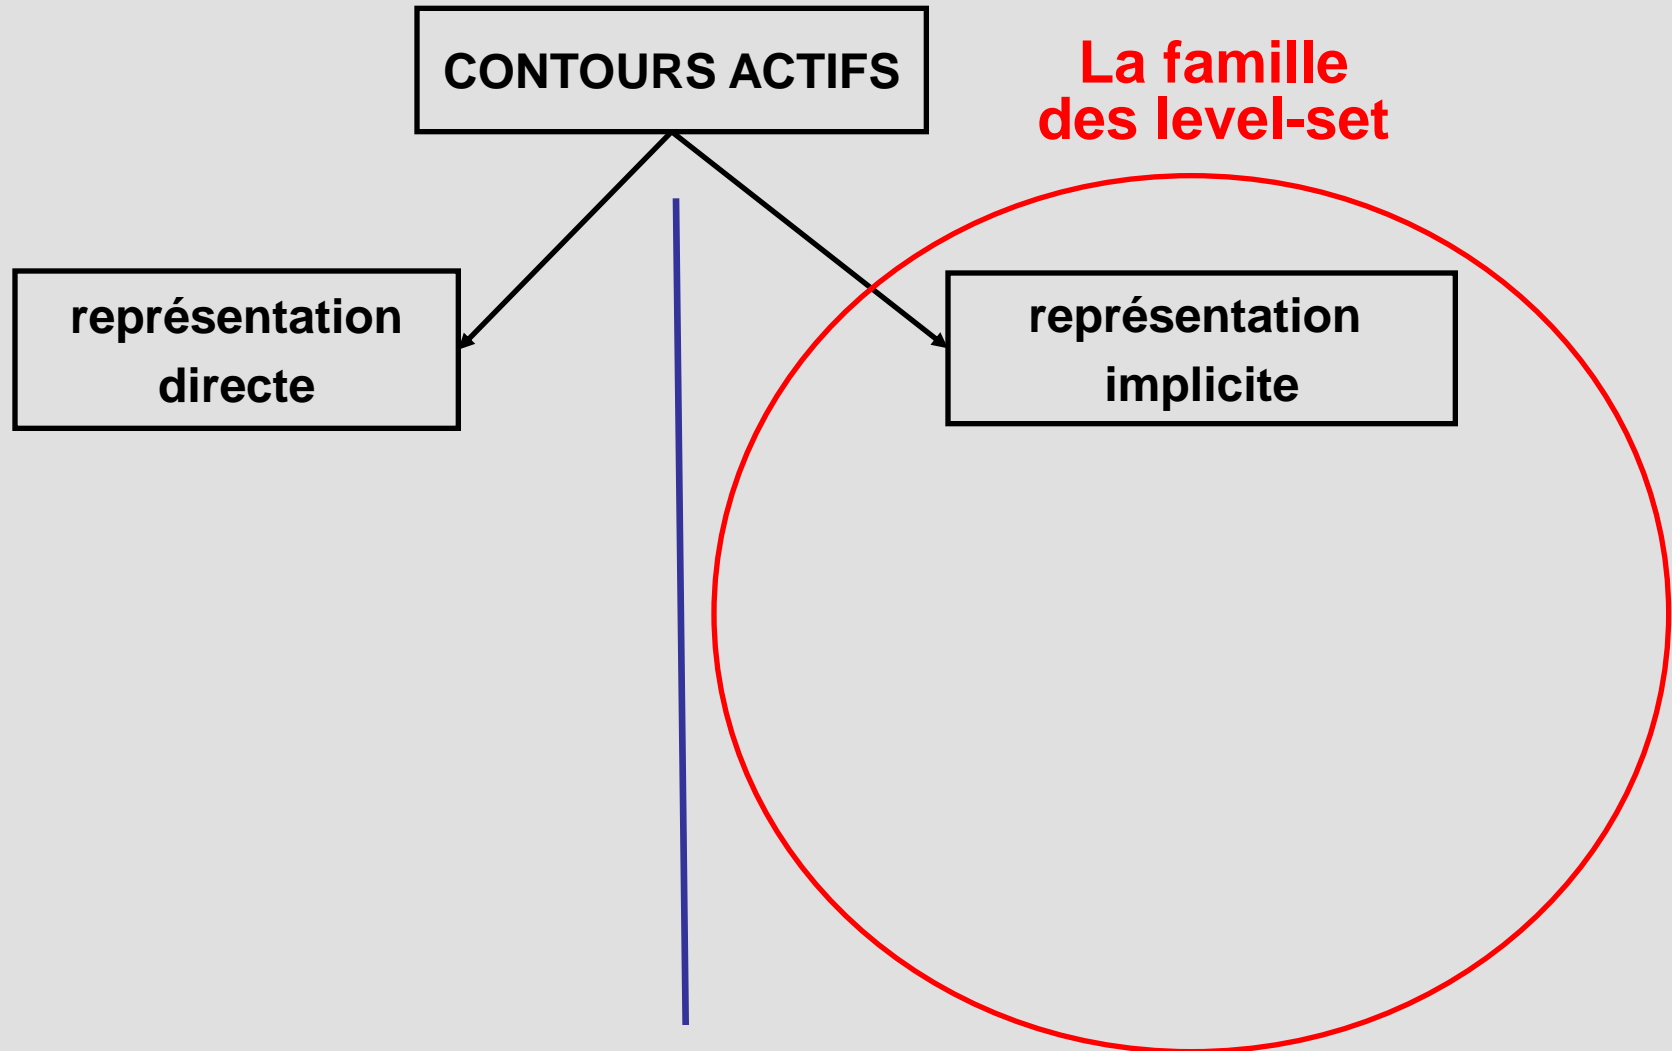 CONTOURS ACTIFS
La famille
des level-set
représentation
directe
représentation
implicite